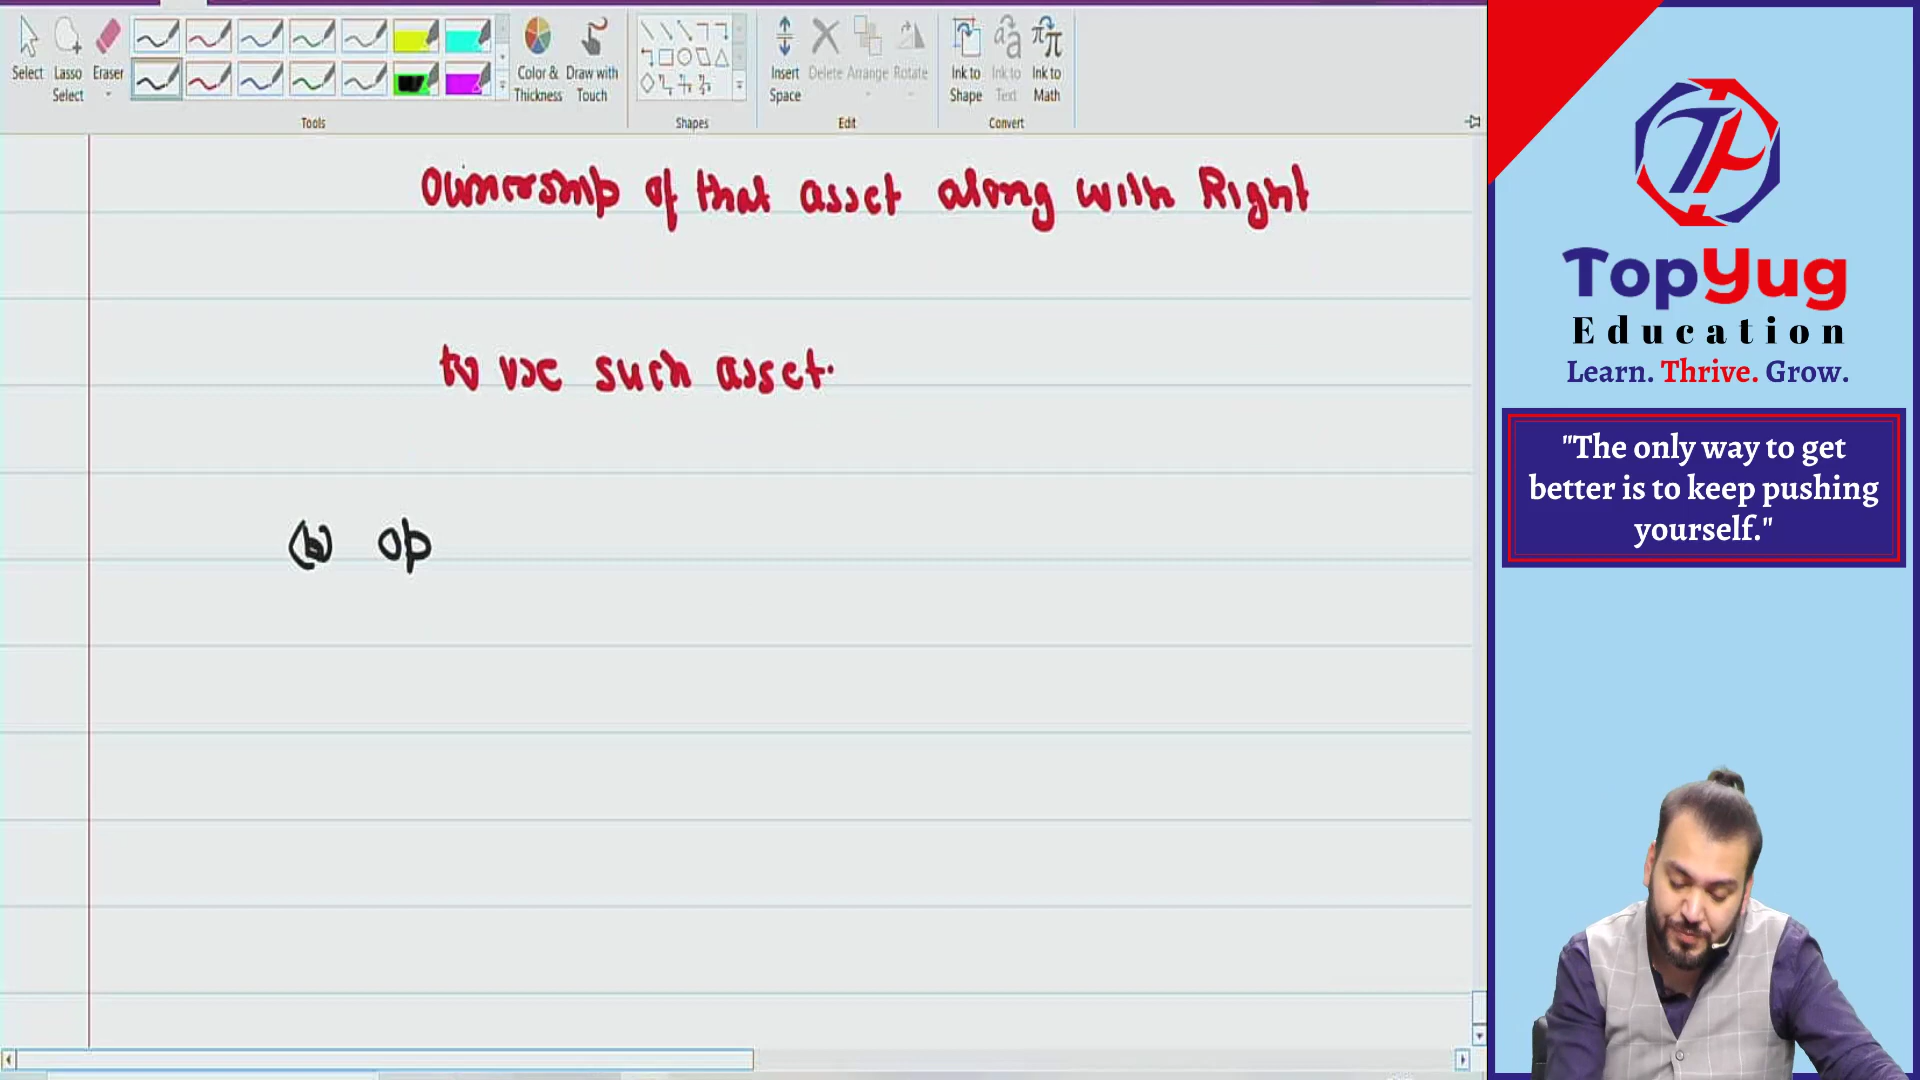 Select
Lasso Select
Eraser
Color & Thickness
Draw with Touch
Insert Space
Delete
Arrange
Rotate
Ink to Shape
Ink to Text
Ink to Math
Tools
Shapes
Edit
Convert
Ownership of that asset along with Right
to use such asset.
(b) Op
TopYug
Education
Learn. Thrive. Grow.
"The only way to get
better is to keep pushing
yourself."